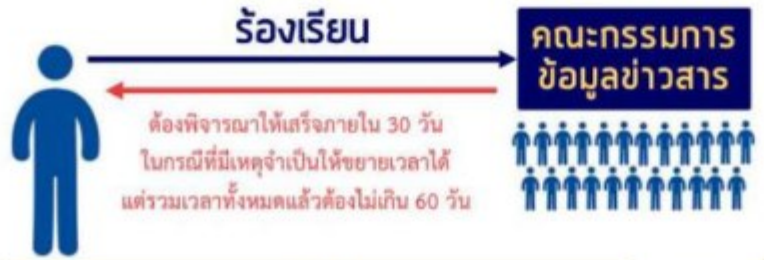 ร้องเรียน
คณะกรรมการ
ข้อมูลข่าวสาร
ต้องพิจารณาให้เสร็จภายใน 30 วัน
ในกรณีที่มีเหตุจำเป็นให้ขยายเวลาได้
แต่รวมเวลาทั้งหมดแล้วต้องไม่เกิน 60 วัน